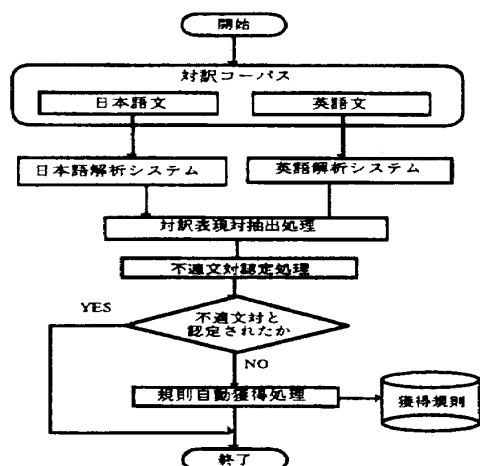 開始
対訳コーパス
日本語文
英語文
日本語解析システム
英語解析システム
対訳表現対抽出処理
不適文対認定処理
YES
不適文対と
認定されたか
NO
規則自動獲得処理
獲得規則
終了